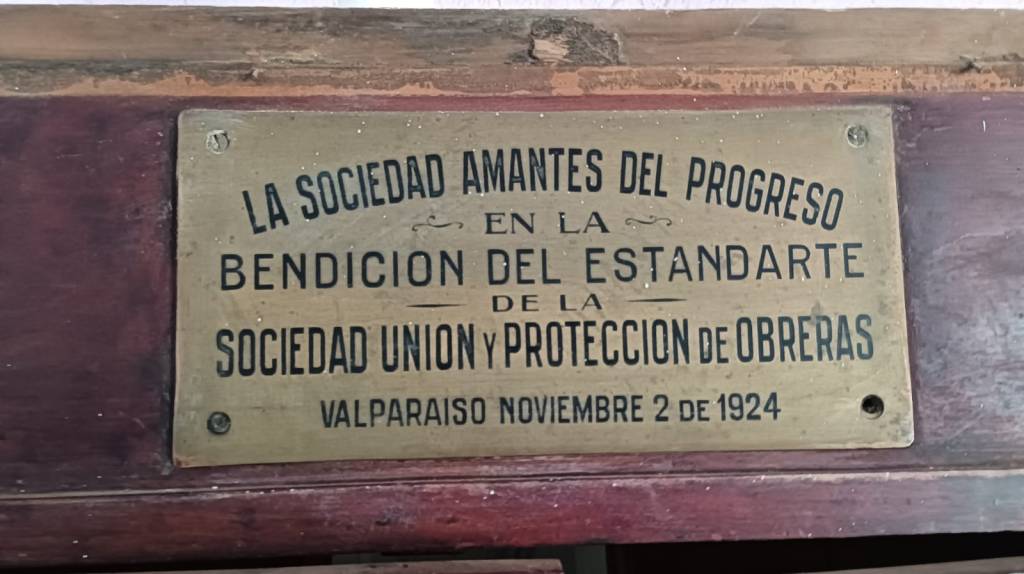 LA SOCIEDAD AMANTES DEL PROGRESO
EN LA
BENDICION DEL ESTANDARTE
DE LA
SOCIEDAD UNION Y PROTECCION DE OBRERAS
VALPARAISO NOVIEMBRE 2 DE 1924